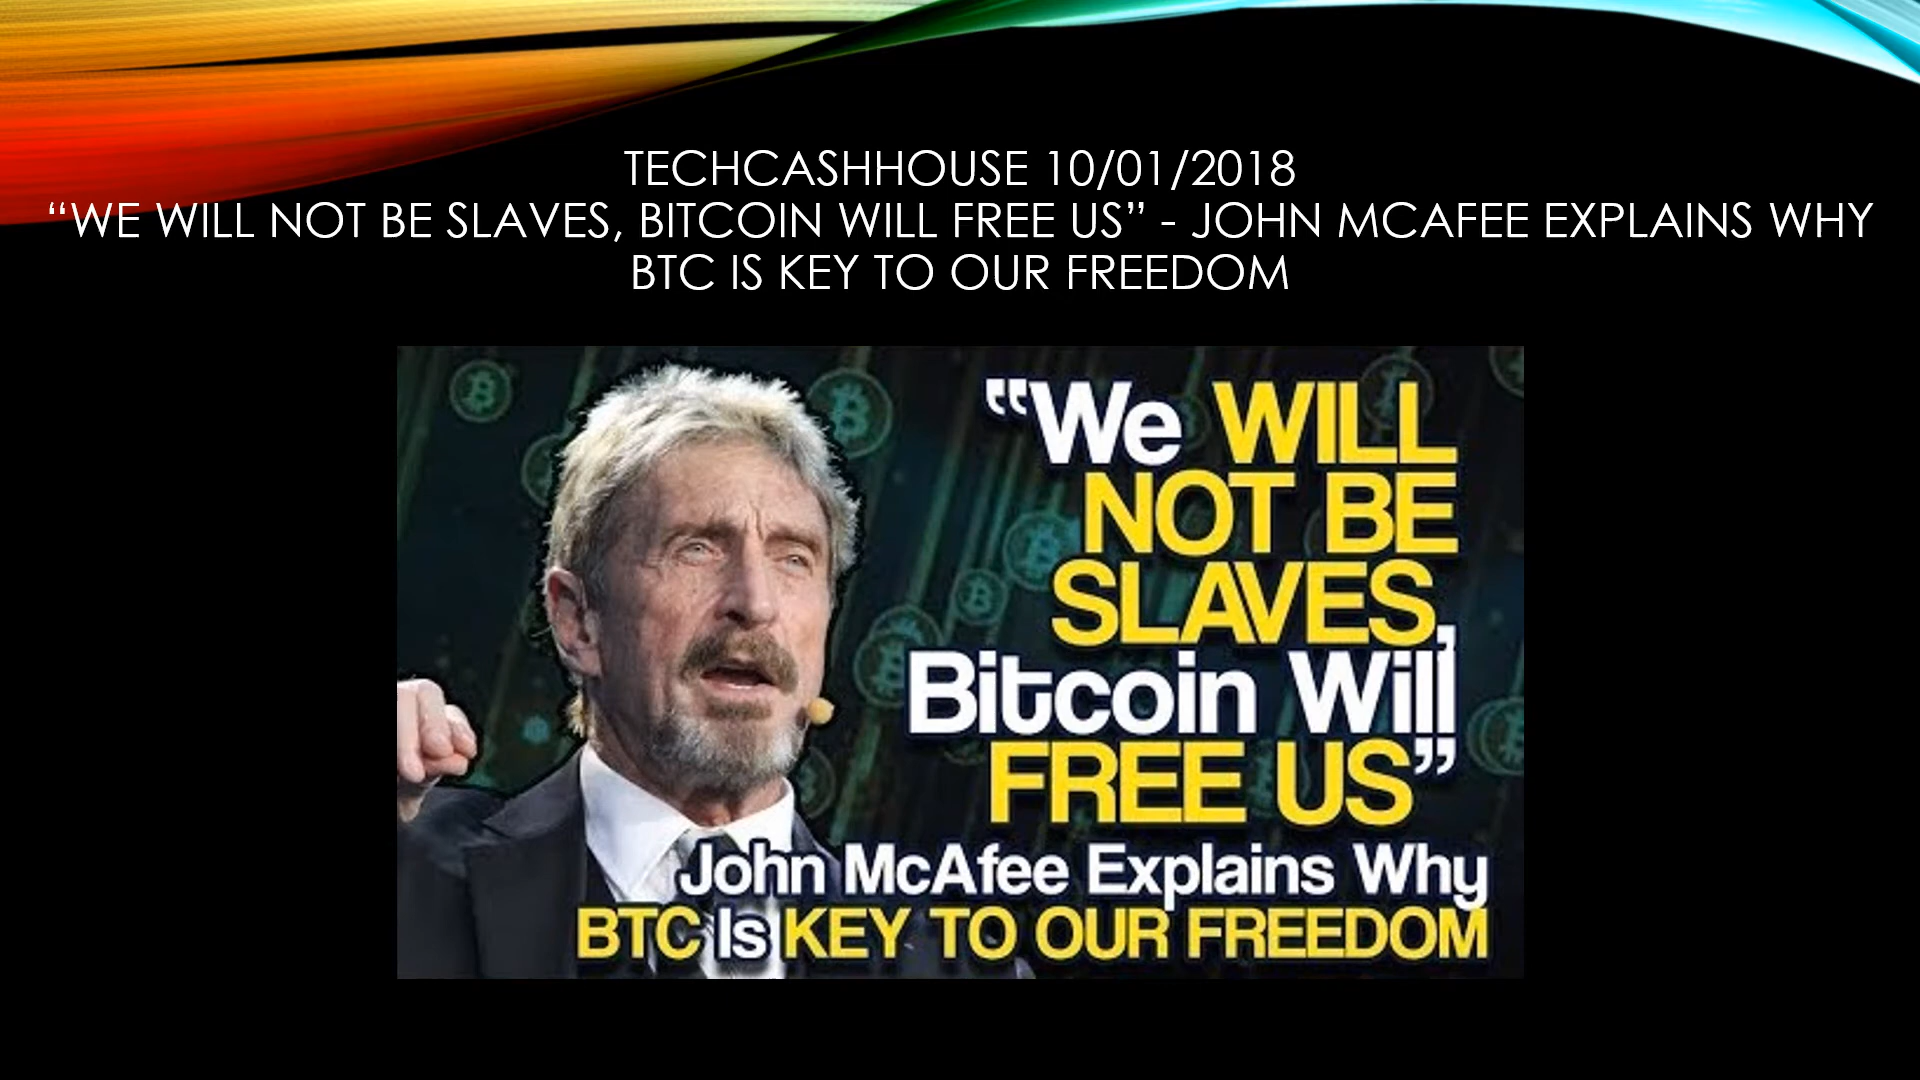 TECHCASHHOUSE 10/01/2018
“WE WILL NOT BE SLAVES, BITCOIN WILL FREE US” - JOHN MCAFEE EXPLAINS WHY
BTC IS KEY TO OUR FREEDOM
“We WILL
NOT BE
SLAVES,
Bitcoin Will
FREE US”
John McAfee Explains Why
BTC Is KEY TO OUR FREEDOM